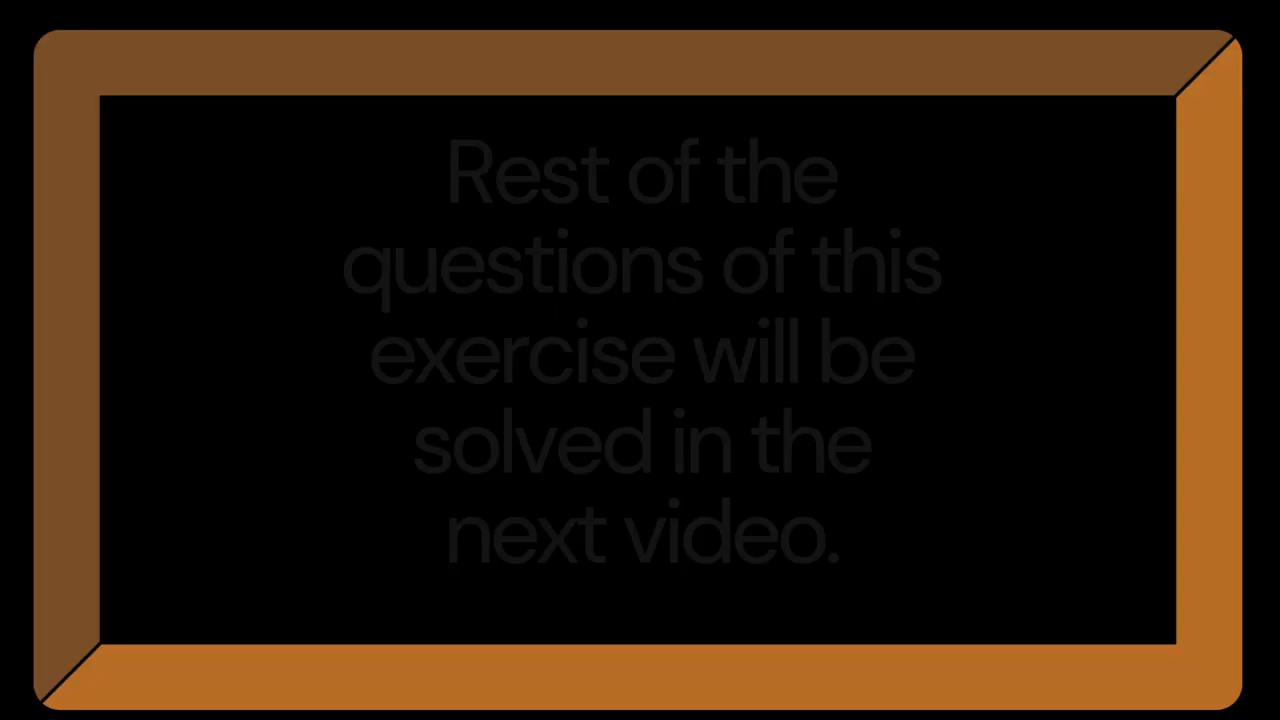 Rest of the
questions of this
exercise will be
solved in the
next video.